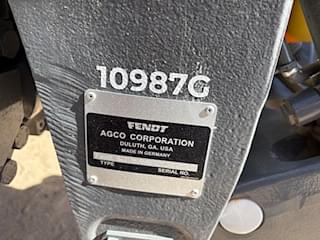 10987G
FENDT
AGCO CORPORATION
DULUTH, GA. USA
MADE IN GERMANY
TYPE
SERIAL NO.